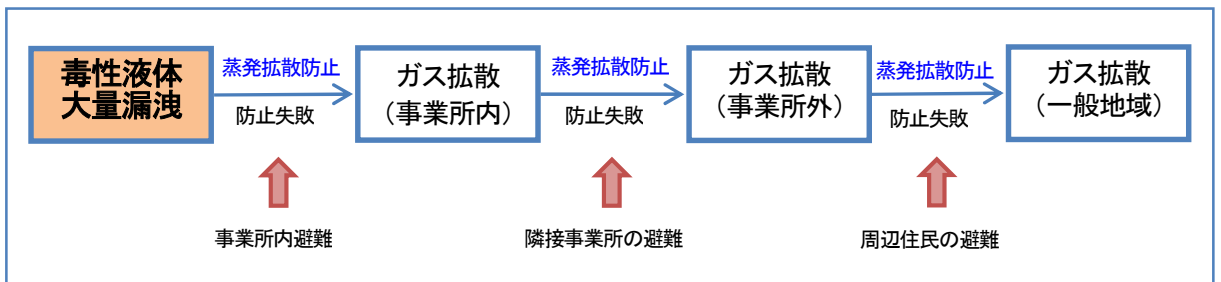 毒性液体
大量漏洩
蒸発拡散防止
防止失敗
ガス拡散
（事業所内）
蒸発拡散防止
防止失敗
ガス拡散
（事業所外）
蒸発拡散防止
防止失敗
ガス拡散
（一般地域）
事業所内避難
隣接事業所の避難
周辺住民の避難